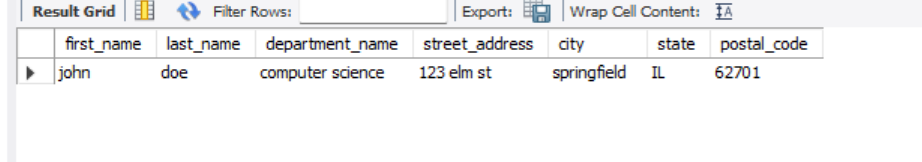 Result Grid Filter Rows: Export: Wrap Cell Content: IA
first_name last_name department_name street_address city state postal_code
john doe computer science 123 elm st springfield IL 62701